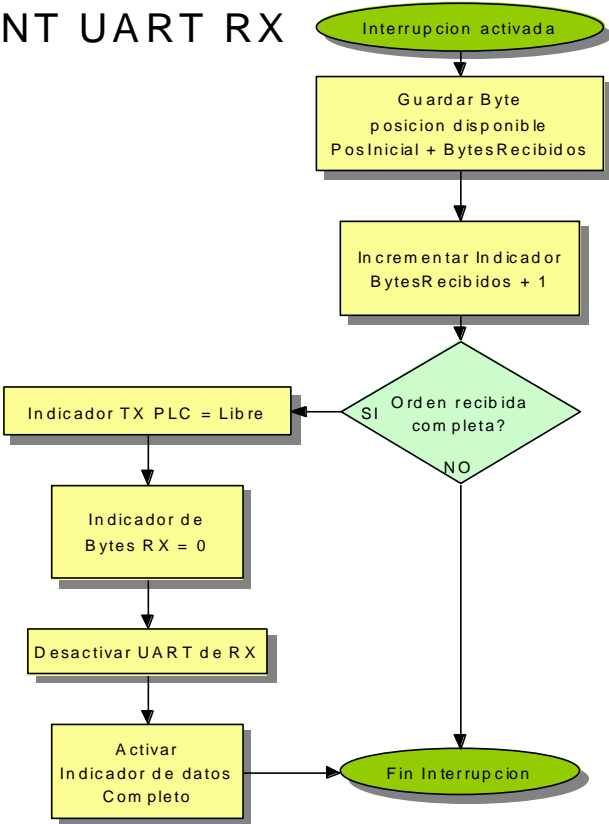 NT UART RX
Interrupcion activada
Guardar Byte
posicion disponible
PosInicial + BytesRecibidos
Incrementar Indicador
BytesRecibidos + 1
Orden recibida
completa?
SI
NO
Indicador TX PLC = Libre
Indicador de
Bytes RX = 0
Desactivar UART de RX
Activar
Indicador de datos
Completo
Fin Interrupcion